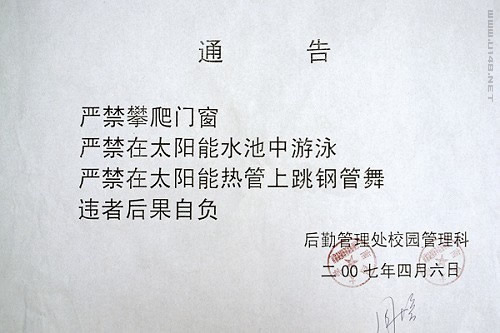 通 告
严禁攀爬门窗
严禁在太阳能水池中游泳
严禁在太阳能热管上跳钢管舞
违者后果自负
后勤管理处校园管理科
二00七年四月六日
WWW.U148.NET